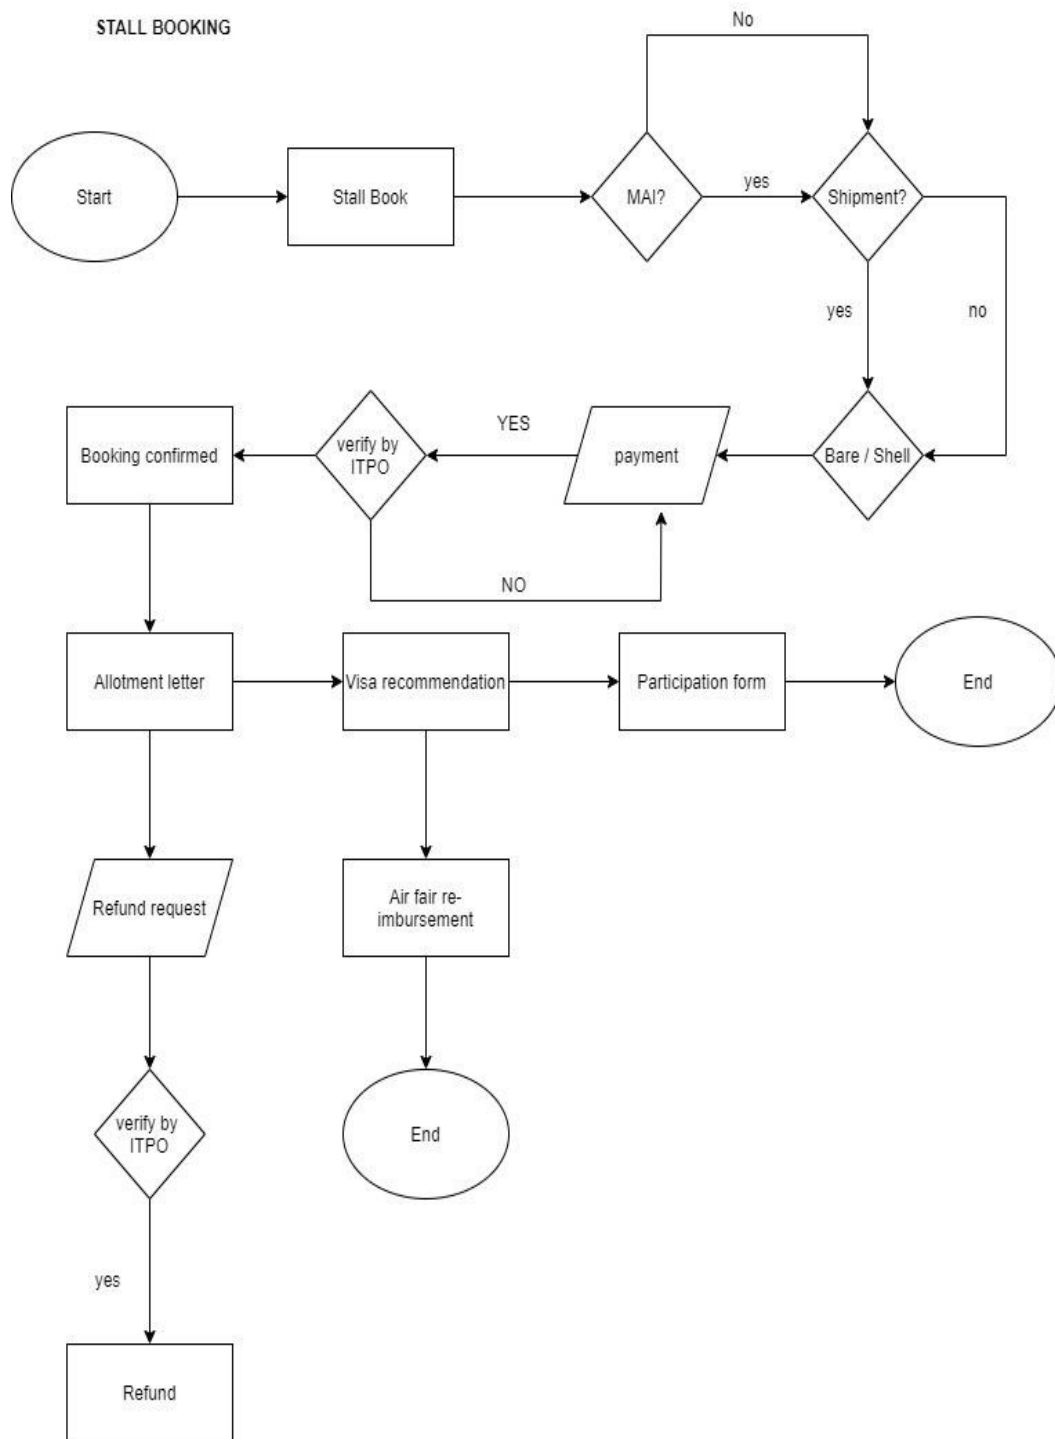 STALL BOOKING
No
Start
Stall Book
MAI?
yes
Shipment?
yes
no
Booking confirmed
verify by
ITPO
YES
payment
Bare / Shell
NO
Allotment letter
Visa recommendation
Participation form
End
Refund request
Air fair re-
imbursement
verify by
ITPO
End
yes
Refund